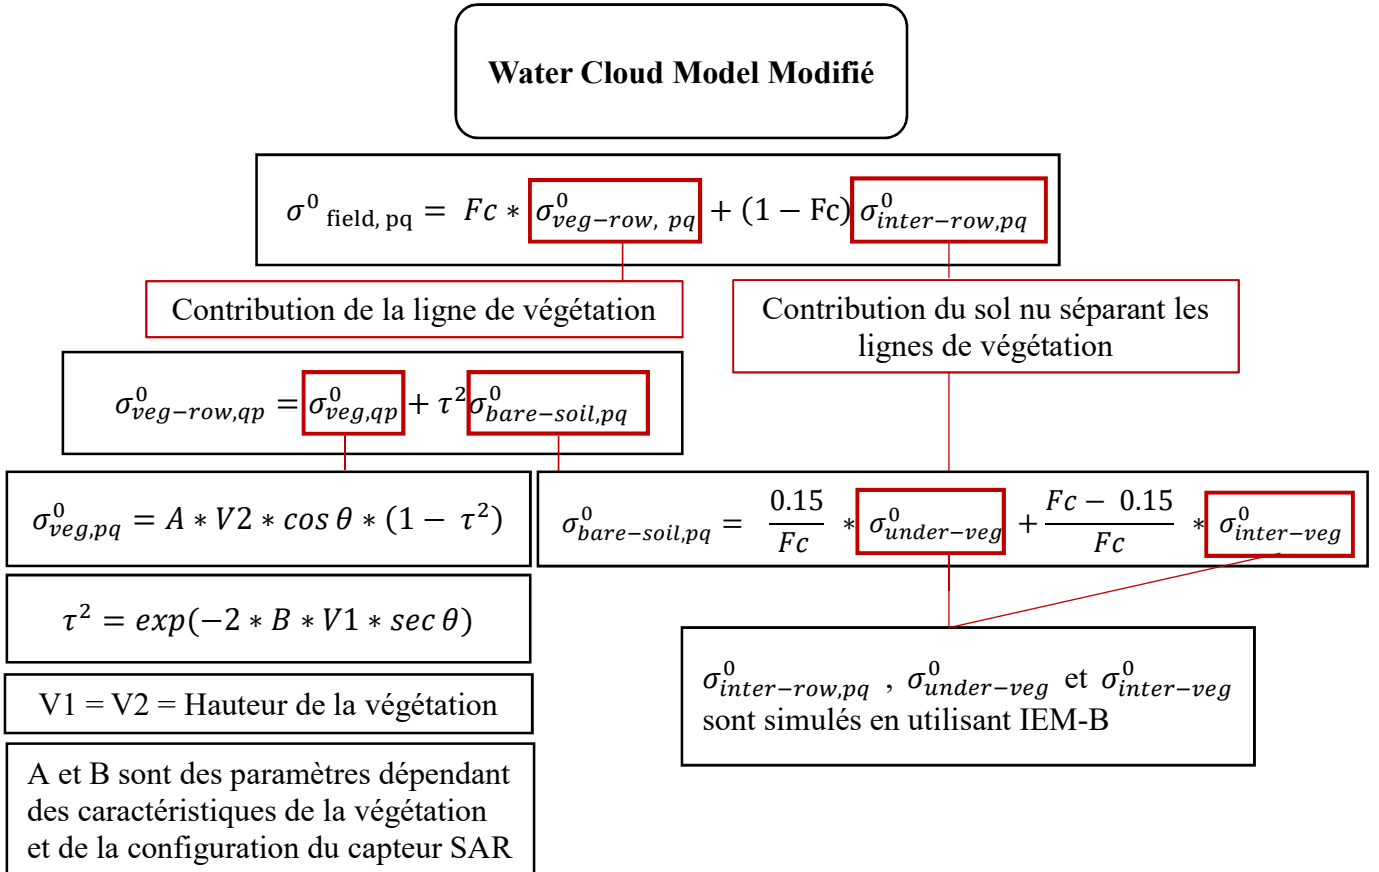 Water Cloud Model Modifié
σ⁰ field, pq = Fc * σ⁰veg−row, pq + (1 − Fc) σ⁰inter−row,pq
Contribution de la ligne de végétation
Contribution du sol nu séparant les
lignes de végétation
σ⁰veg−row,qp = σ⁰veg,qp + τ² σ⁰bare−soil,pq
σ⁰veg,pq = A * V2 * cos θ * (1 − τ²)
σ⁰bare−soil,pq = 0.15/Fc * σ⁰under−veg + (Fc − 0.15)/Fc * σ⁰inter−veg
τ² = exp(−2 * B * V1 * sec θ)
V1 = V2 = Hauteur de la végétation
σ⁰inter−row,pq , σ⁰under−veg et σ⁰inter−veg
sont simulés en utilisant IEM-B
A et B sont des paramètres dépendant
des caractéristiques de la végétation
et de la configuration du capteur SAR